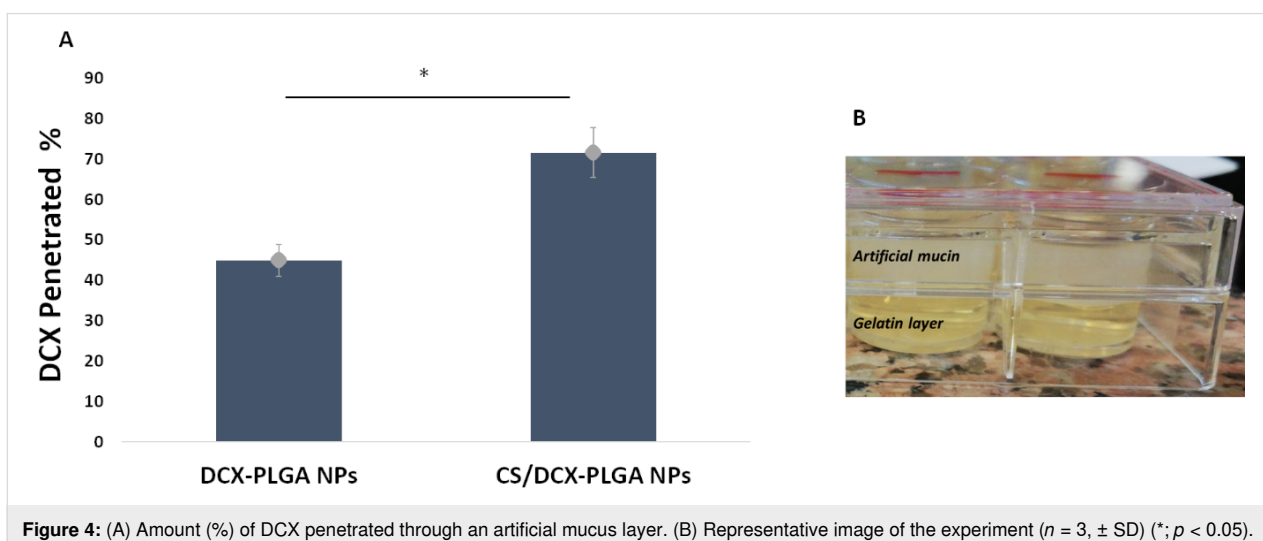 A
*
90
80
70
60
50
40
30
20
10
0
DCX Penetrated %
DCX-PLGA NPs
CS/DCX-PLGA NPs
B
Artificial mucin
Gelatin layer
Figure 4: (A) Amount (%) of DCX penetrated through an artificial mucus layer. (B) Representative image of the experiment (n = 3, ± SD) (*; p < 0.05).